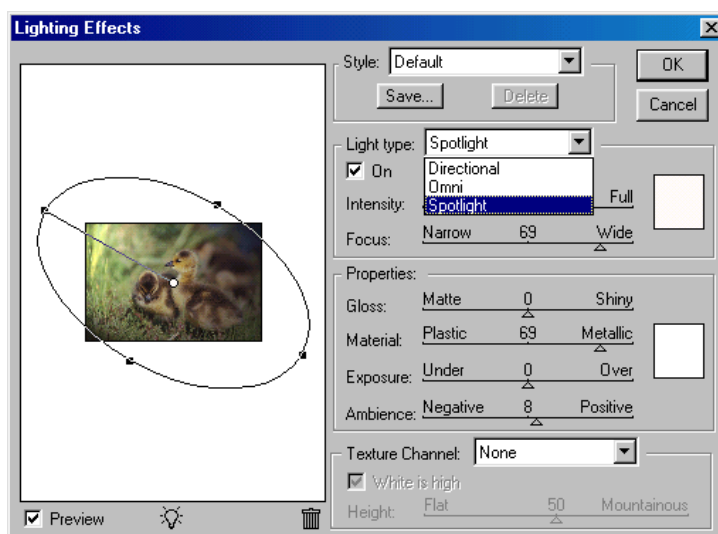 Lighting Effects
Style: Default
OK
Save...
Delete
Cancel
Light type: Spotlight
On
Directional
Omni
Spotlight
Intensity:
Full
Focus: Narrow 69 Wide
Properties:
Gloss: Matte 0 Shiny
Material: Plastic 69 Metallic
Exposure: Under 0 Over
Ambience: Negative 8 Positive
Texture Channel: None
White is high
Height: Flat 50 Mountainous
Preview